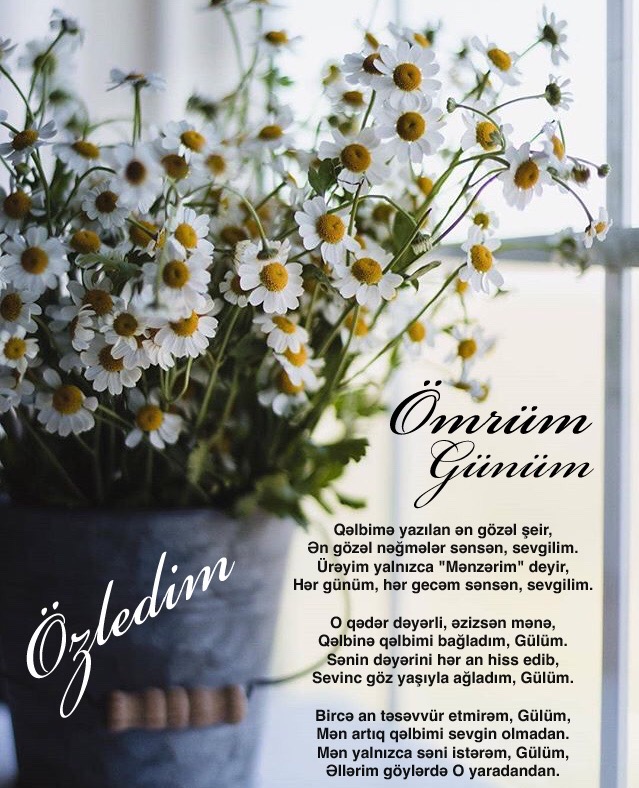 Ömrüm
Günüm
Qəlbimə yazılan ən gözəl şeir,
Ən gözəl nəğmələr sənsən, sevgilim.
Ürəyim yalnızca "Mənzərim" deyir,
Hər günüm, hər gecəm sənsən, sevgilim.
O qədər dəyərli, əzizsən mənə,
Qəlbinə qəlbimi bağladım, Gülüm.
Sənin dəyərini hər an hiss edib,
Sevinc göz yaşıyla ağladım, Gülüm.
Bircə an təsəvvür etmirəm, Gülüm,
Mən artıq qəlbimi sevgin olmadan.
Mən yalnızca səni istərəm, Gülüm,
Əllərim göylərdə O yaradandan.
Özledim